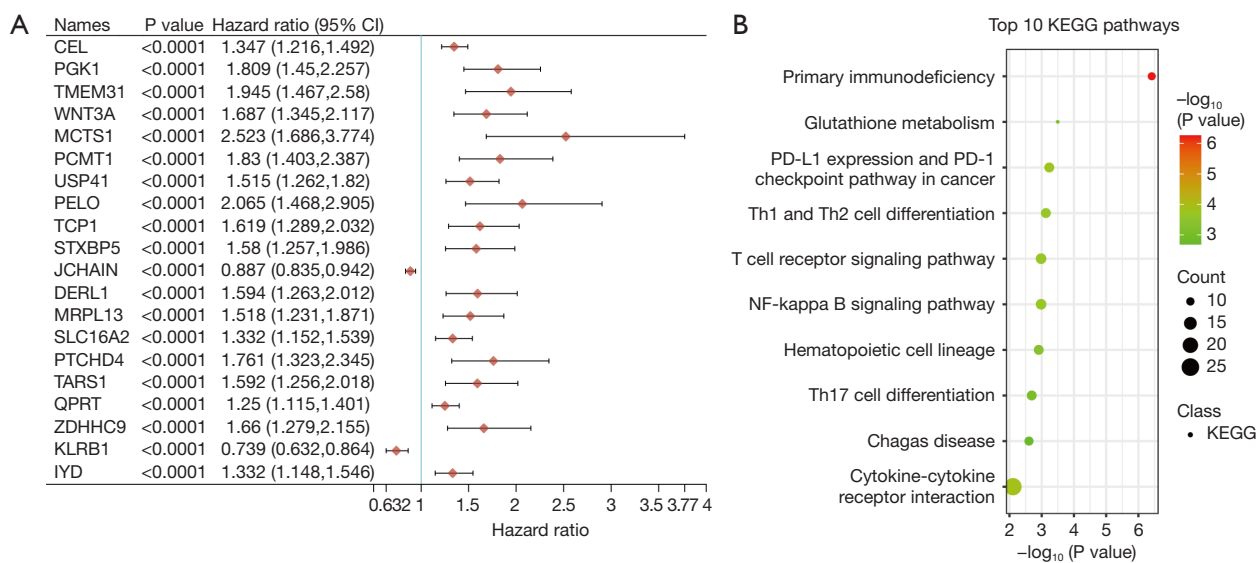 A
Names P value Hazard ratio (95% CI)
CEL <0.0001 1.347 (1.216,1.492)
PGK1 <0.0001 1.809 (1.45,2.257)
TMEM31 <0.0001 1.945 (1.467,2.58)
WNT3A <0.0001 1.687 (1.345,2.117)
MCTS1 <0.0001 2.523 (1.686,3.774)
PCMT1 <0.0001 1.83 (1.403,2.387)
USP41 <0.0001 1.515 (1.262,1.82)
PELO <0.0001 2.065 (1.468,2.905)
TCP1 <0.0001 1.619 (1.289,2.032)
STXBP5 <0.0001 1.58 (1.257,1.986)
JCHAIN <0.0001 0.887 (0.835,0.942)
DERL1 <0.0001 1.594 (1.263,2.012)
MRPL13 <0.0001 1.518 (1.231,1.871)
SLC16A2 <0.0001 1.332 (1.152,1.539)
PTCHD4 <0.0001 1.761 (1.323,2.345)
TARS1 <0.0001 1.592 (1.256,2.018)
QPRT <0.0001 1.25 (1.115,1.401)
ZDHHC9 <0.0001 1.66 (1.279,2.155)
KLRB1 <0.0001 0.739 (0.632,0.864)
IYD <0.0001 1.332 (1.148,1.546)
0.632 1 1.5 2 2.5 3 3.5 3.77 4
Hazard ratio
B
Top 10 KEGG pathways
Primary immunodeficiency
Glutathione metabolism
PD-L1 expression and PD-1
checkpoint pathway in cancer
Th1 and Th2 cell differentiation
T cell receptor signaling pathway
NF-kappa B signaling pathway
Hematopoietic cell lineage
Th17 cell differentiation
Chagas disease
Cytokine-cytokine
receptor interaction
2 3 4 5 6
−log10 (P value)
−log10
(P value)
6
5
4
3
Count
10
15
20
25
Class
KEGG